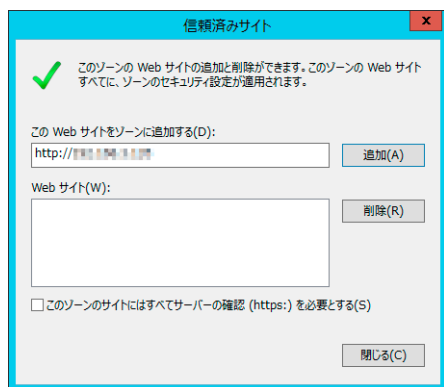 信頼済みサイト
x
このゾーンの Web サイトの追加と削除ができます。このゾーンの Web サイト
すべてに、ゾーンのセキュリティ設定が適用されます。
この Web サイトをゾーンに追加する(D):
http://
追加(A)
Web サイト(W):
削除(R)
このゾーンのサイトにはすべてサーバーの確認 (https:) を必要とする(S)
閉じる(C)